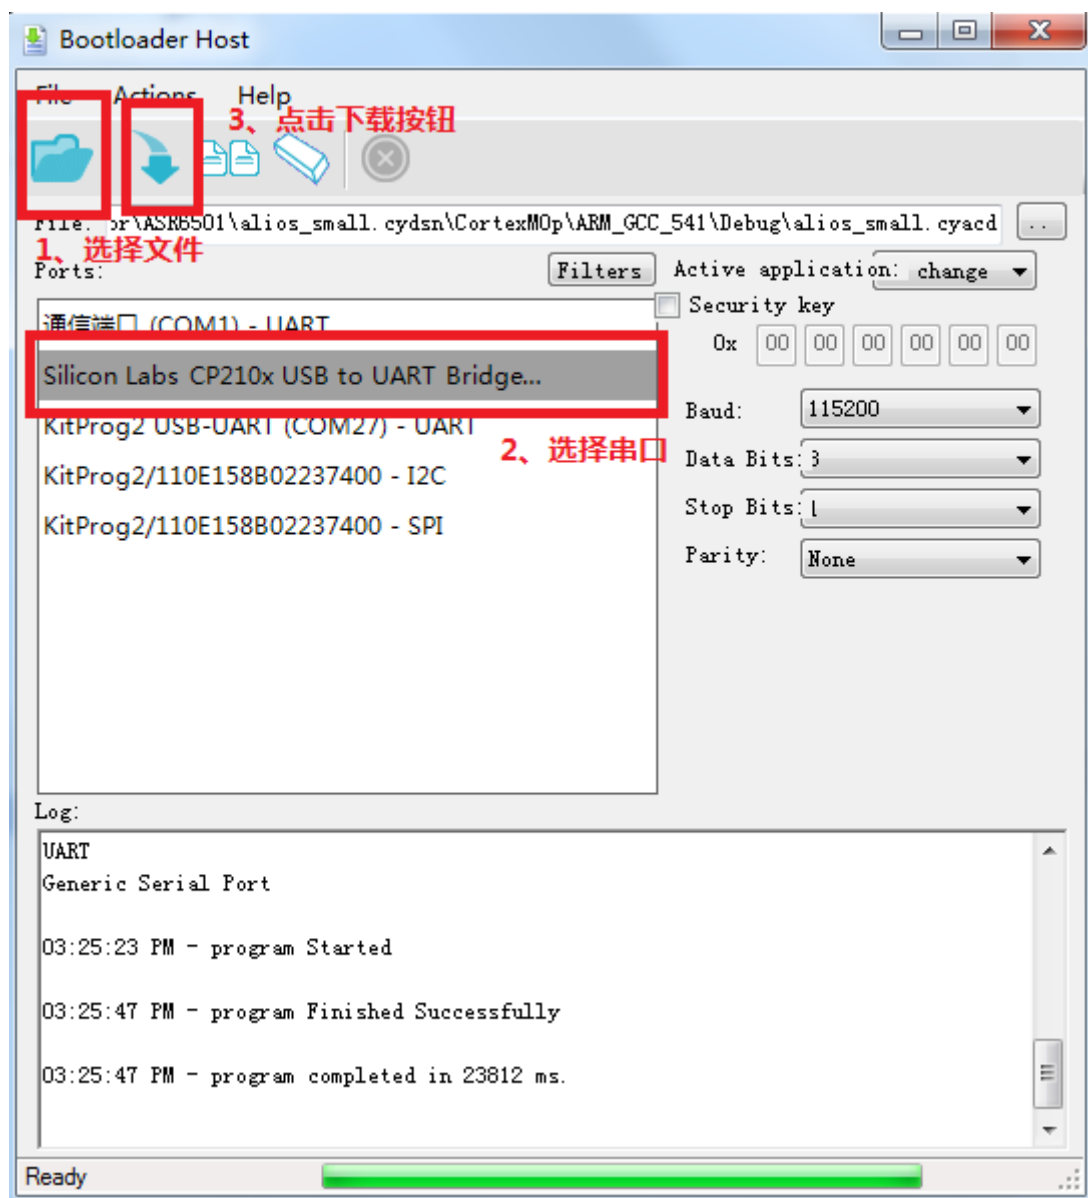 Bootloader Host
File Actions Help
3、点击下载按钮
File: or\ASR6501\alios_small.cydsn\CortexM0p\ARM_GCC_541\Debug\alios_small.cyacd ..
1、选择文件
Ports: Filters Active application: change
Security key
通信端口 (COM1) - UART
0x 00 00 00 00 00 00
Silicon Labs CP210x USB to UART Bridge...
Baud: 115200
KitProg2 USB-UART (COM27) - UART
2、选择串口
Data Bits:
KitProg2/110E158B02237400 - I2C
Stop Bits:
KitProg2/110E158B02237400 - SPI
Parity: None
Log:
UART
Generic Serial Port
03:25:23 PM - program Started
03:25:47 PM - program Finished Successfully
03:25:47 PM - program completed in 23812 ms.
Ready